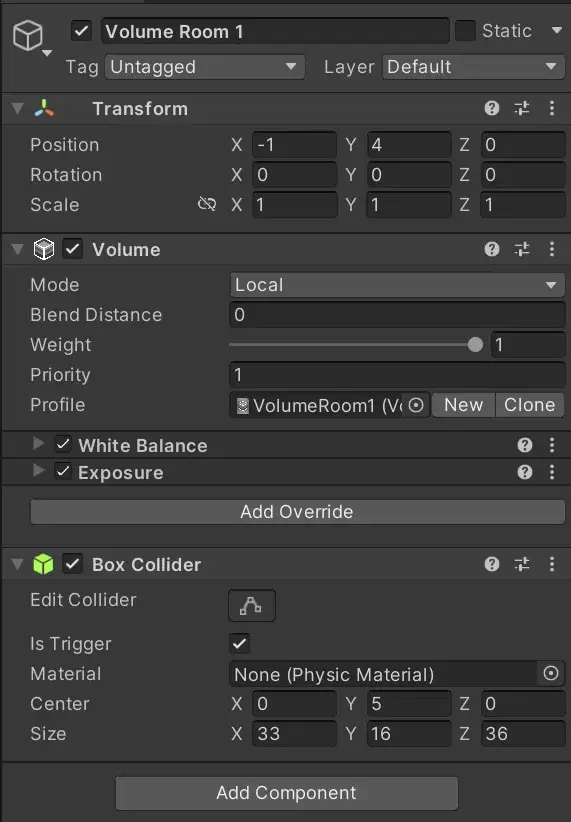 Volume Room 1 Static
Tag Untagged Layer Default
Transform
Position X -1 Y 4 Z 0
Rotation X 0 Y 0 Z 0
Scale X 1 Y 1 Z 1
Volume
Mode Local
Blend Distance 0
Weight 1
Priority 1
Profile VolumeRoom1 (Vo New Clone
White Balance
Exposure
Add Override
Box Collider
Edit Collider
Is Trigger
Material None (Physic Material)
Center X 0 Y 5 Z 0
Size X 33 Y 16 Z 36
Add Component